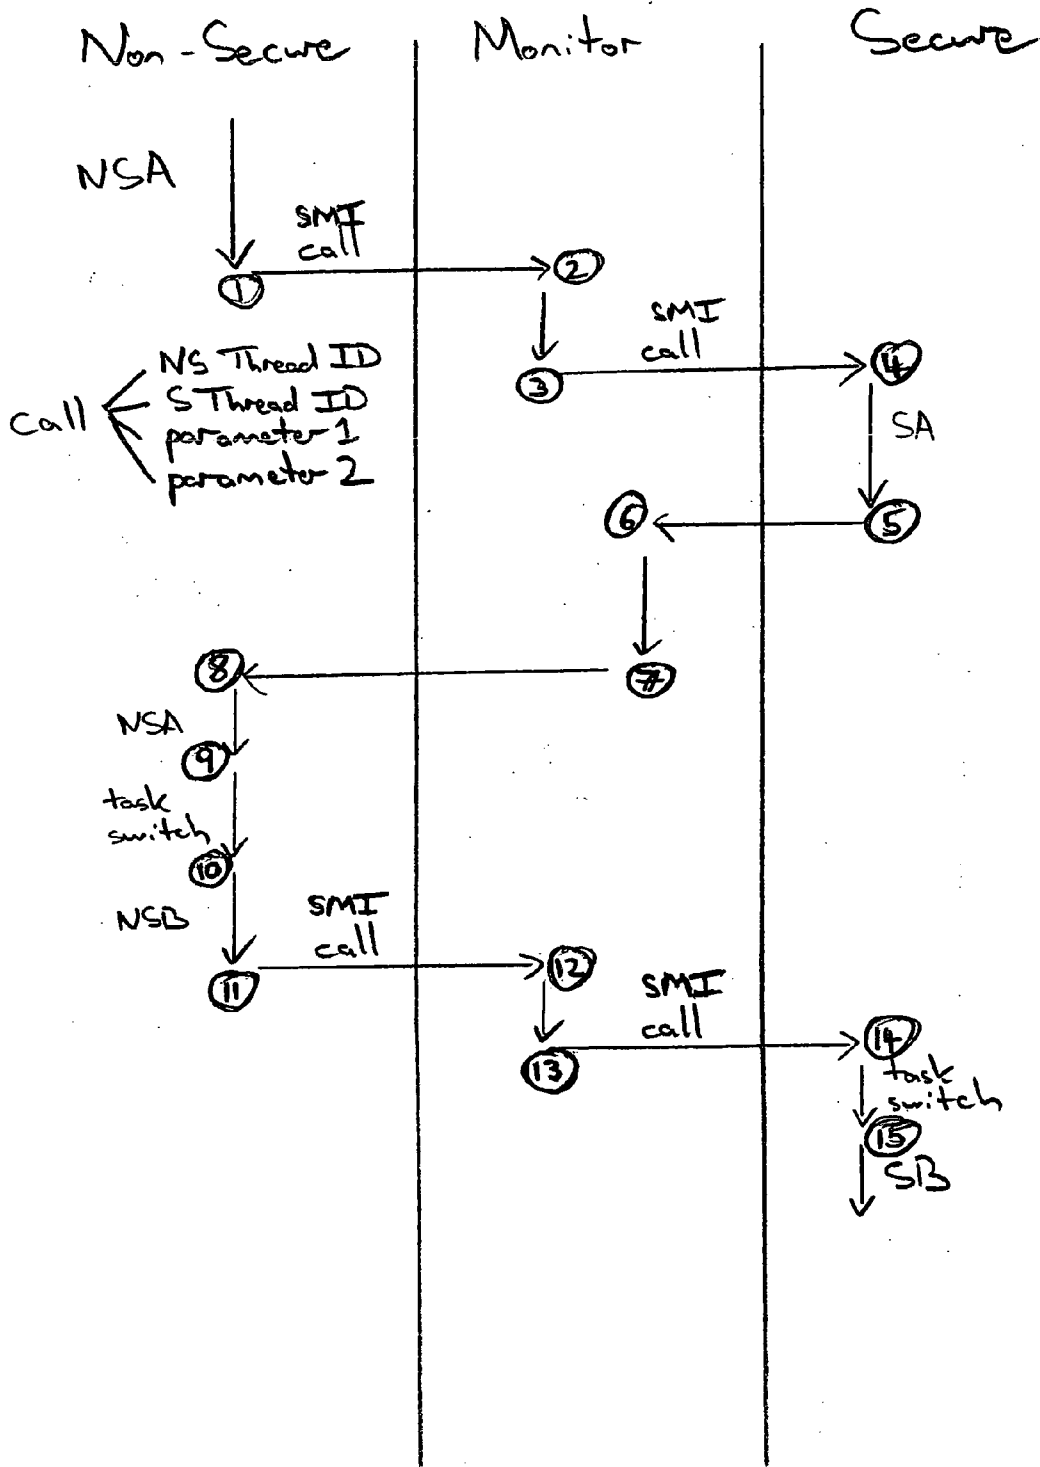 Non-Secure
Monitor
Secure
NSA
SMI
call
1
2
SMI
call
3
4
call
NS Thread ID
S Thread ID
parameter 1
parameter 2
SA
6
5
8
7
NSA
9
task
switch
10
NSB
SMI
call
11
12
SMI
call
13
14
task
switch
15
SB